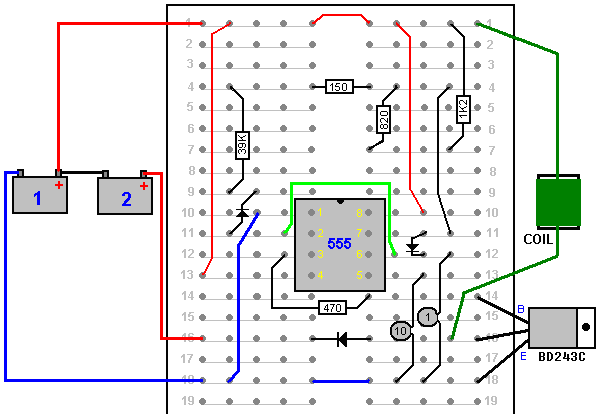 1 1
2 2
3 3
4 150 4
5 1K2 5
6 820 6
7 39K 7
8 8
+ + 9 9
1 2 10 1 8 10
11 2 555 7 11
COIL
12 3 6 12
13 4 5 13
14 14
15 470 1 15
B
10
16 16
17 17
E BD243C
18 18
19 19